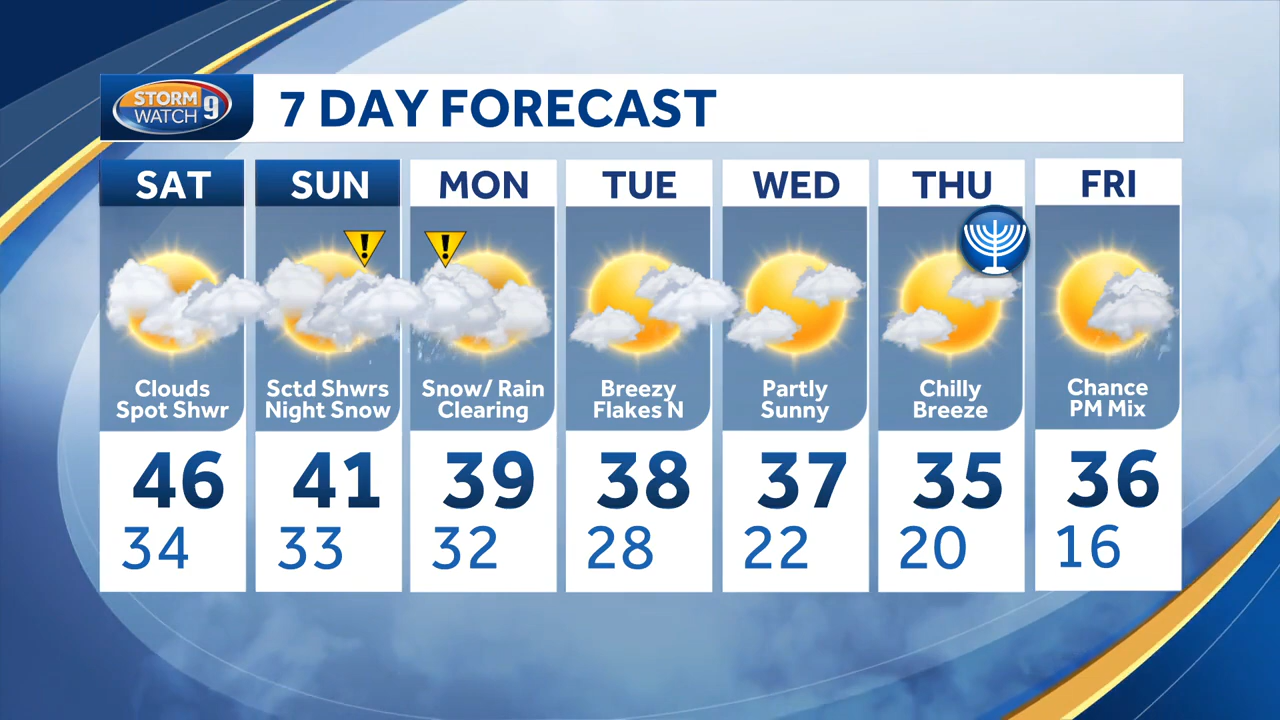 STORM
WATCH 9
7 DAY FORECAST
SAT SUN MON TUE WED THU FRI
! !
Clouds Sctd Shwrs Snow/ Rain Breezy Partly Chilly Chance
Spot Shwr Night Snow Clearing Flakes N Sunny Breeze PM Mix
46 41 39 38 37 35 36
34 33 32 28 22 20 16